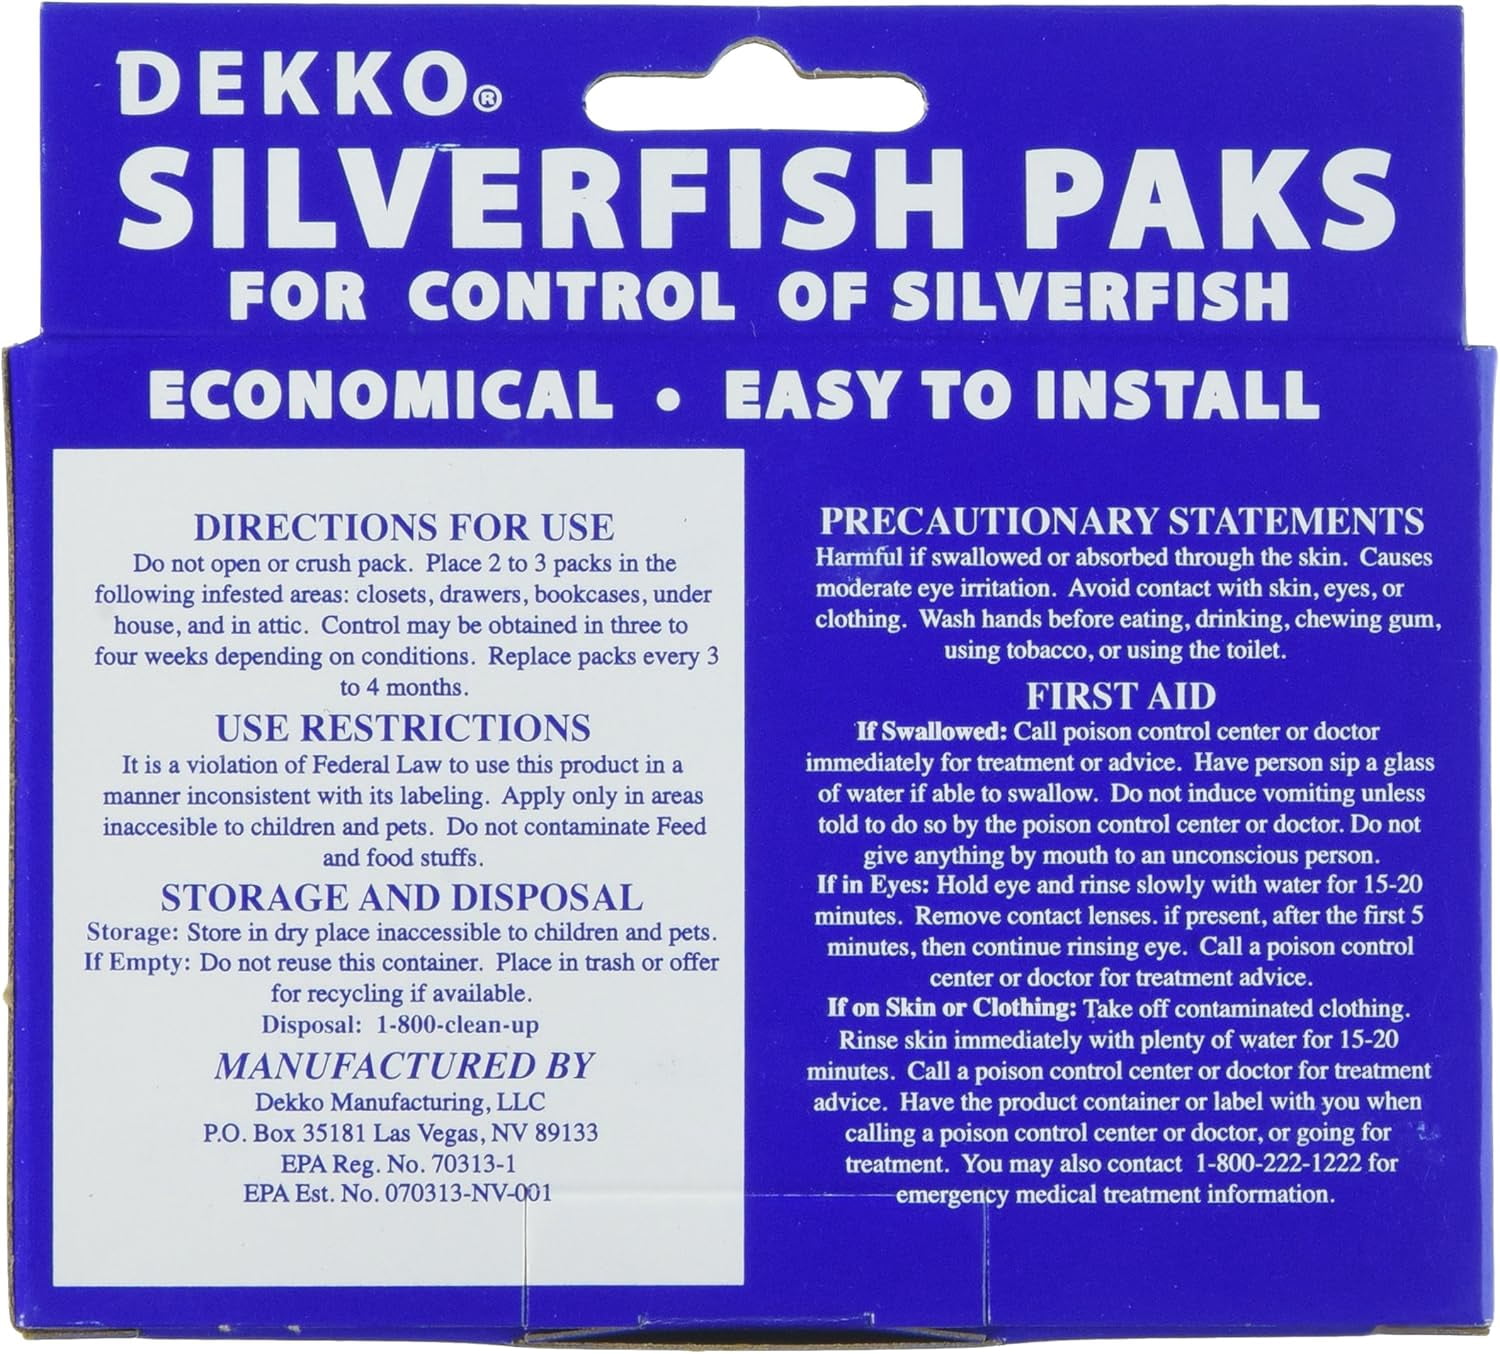 DEKKO®
SILVERFISH PAKS
FOR CONTROL OF SILVERFISH
ECONOMICAL • EASY TO INSTALL
DIRECTIONS FOR USE
Do not open or crush pack. Place 2 to 3 packs in the
following infested areas: closets, drawers, bookcases, under
house, and in attic. Control may be obtained in three to
four weeks depending on conditions. Replace packs every 3
to 4 months.
USE RESTRICTIONS
It is a violation of Federal Law to use this product in a
manner inconsistent with its labeling. Apply only in areas
inaccesible to children and pets. Do not contaminate Feed
and food stuffs.
STORAGE AND DISPOSAL
Storage: Store in dry place inaccessible to children and pets.
If Empty: Do not reuse this container. Place in trash or offer
for recycling if available.
Disposal: 1-800-clean-up
MANUFACTURED BY
Dekko Manufacturing, LLC
P.O. Box 35181 Las Vegas, NV 89133
EPA Reg. No. 70313-1
EPA Est. No. 070313-NV-001
PRECAUTIONARY STATEMENTS
Harmful if swallowed or absorbed through the skin. Causes
moderate eye irritation. Avoid contact with skin, eyes, or
clothing. Wash hands before eating, drinking, chewing gum,
using tobacco, or using the toilet.
FIRST AID
If Swallowed: Call poison control center or doctor
immediately for treatment or advice. Have person sip a glass
of water if able to swallow. Do not induce vomiting unless
told to do so by the poison control center or doctor. Do not
give anything by mouth to an unconscious person.
If in Eyes: Hold eye and rinse slowly with water for 15-20
minutes. Remove contact lenses. if present, after the first 5
minutes, then continue rinsing eye. Call a poison control
center or doctor for treatment advice.
If on Skin or Clothing: Take off contaminated clothing.
Rinse skin immediately with plenty of water for 15-20
minutes. Call a poison control center or doctor for treatment
advice. Have the product container or label with you when
calling a poison control center or doctor, or going for
treatment. You may also contact 1-800-222-1222 for
emergency medical treatment information.